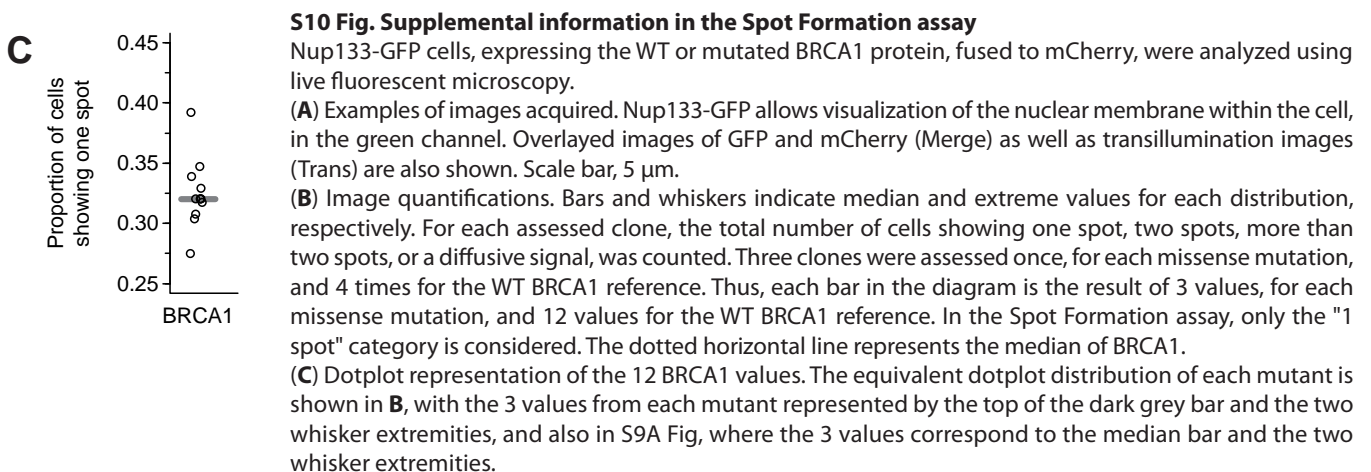 C
Proportion of cells
showing one spot
0.45
0.40
0.35
0.30
0.25
BRCA1
S10 Fig. Supplemental information in the Spot Formation assay
Nup133-GFP cells, expressing the WT or mutated BRCA1 protein, fused to mCherry, were analyzed using
live fluorescent microscopy.
(A) Examples of images acquired. Nup133-GFP allows visualization of the nuclear membrane within the cell,
in the green channel. Overlayed images of GFP and mCherry (Merge) as well as transillumination images
(Trans) are also shown. Scale bar, 5 µm.
(B) Image quantifications. Bars and whiskers indicate median and extreme values for each distribution,
respectively. For each assessed clone, the total number of cells showing one spot, two spots, more than
two spots, or a diffusive signal, was counted. Three clones were assessed once, for each missense mutation,
and 4 times for the WT BRCA1 reference. Thus, each bar in the diagram is the result of 3 values, for each
missense mutation, and 12 values for the WT BRCA1 reference. In the Spot Formation assay, only the "1
spot" category is considered. The dotted horizontal line represents the median of BRCA1.
(C) Dotplot representation of the 12 BRCA1 values. The equivalent dotplot distribution of each mutant is
shown in B, with the 3 values from each mutant represented by the top of the dark grey bar and the two
whisker extremities, and also in S9A Fig, where the 3 values correspond to the median bar and the two
whisker extremities.